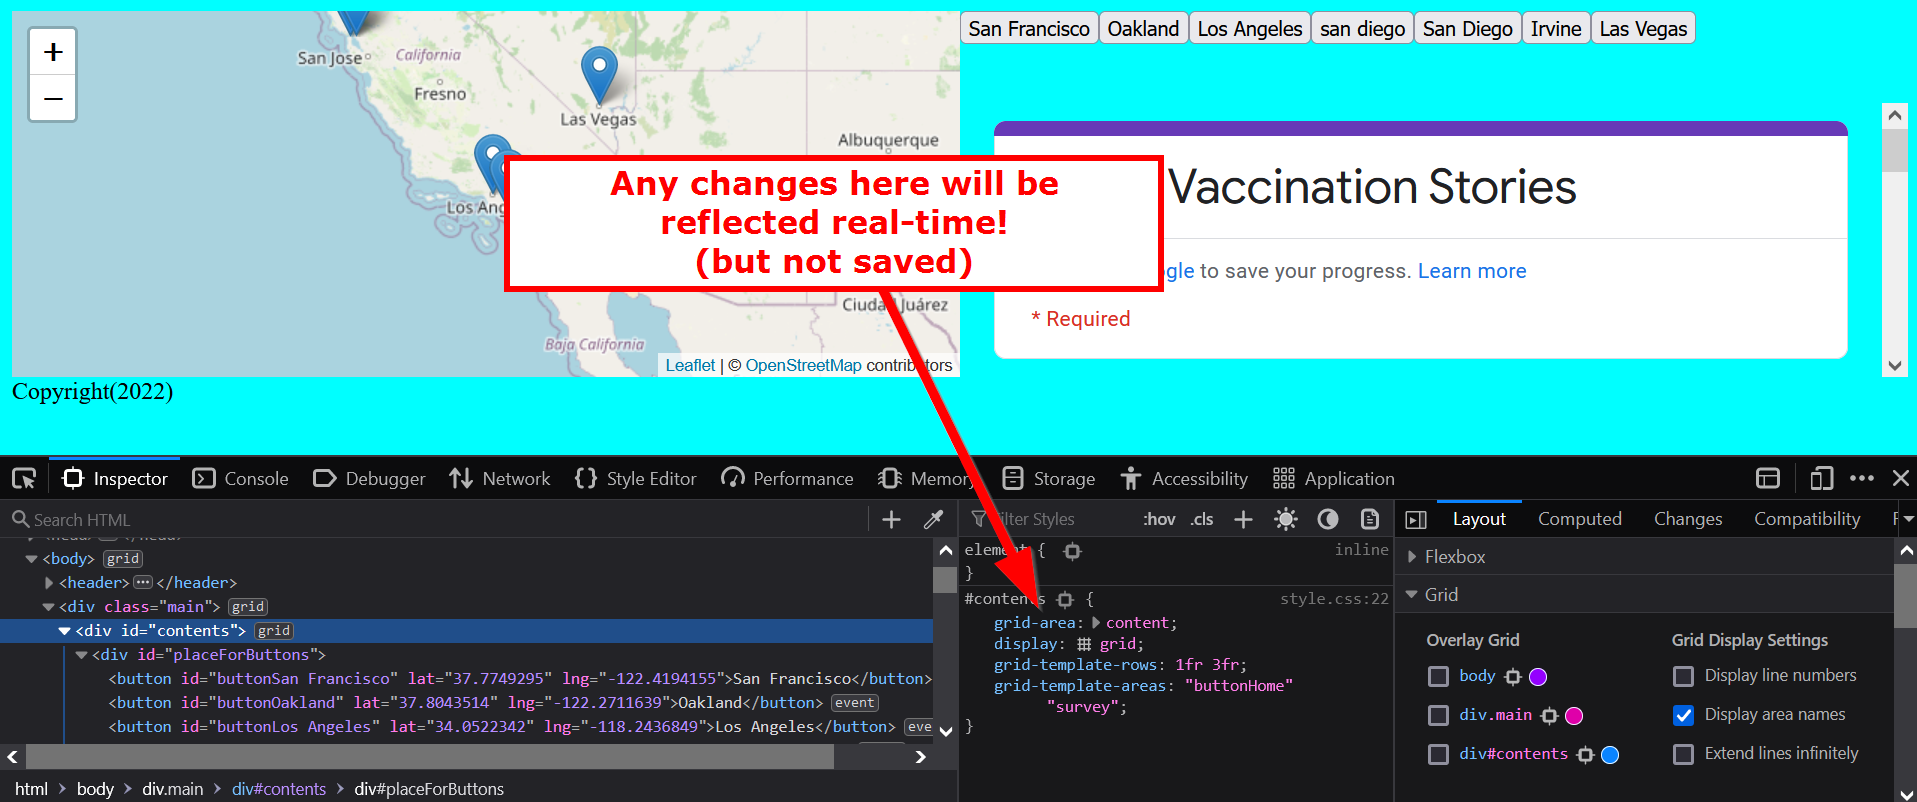 +
−
San Jose
California
Fresno
Las Vegas
Albuquerque
Los Ang
Ciudad Juárez
Baja California
Leaflet | © OpenStreetMap contributors
San Francisco Oakland Los Angeles san diego San Diego Irvine Las Vegas
Any changes here will be
reflected real-time!
(but not saved)
Vaccination Stories
gle to save your progress. Learn more
* Required
Copyright(2022)
Inspector Console Debugger Network Style Editor Performance Memory Storage Accessibility Application
Search HTML
<body> grid
<header> ••• </header>
<div class="main"> grid
<div id="contents"> grid
<div id="placeForButtons">
<button id="buttonSan Francisco" lat="37.7749295" lng="-122.4194155">San Francisco</button>
<button id="buttonOakland" lat="37.8043514" lng="-122.2711639">Oakland</button> event
<button id="buttonLos Angeles" lat="34.0522342" lng="-118.2436849">Los Angeles</button> eve
html > body > div.main > div#contents > div#placeForButtons
Filter Styles :hov .cls +
element { inline
}
#contents { style.css:22
grid-area: content;
display: grid;
grid-template-rows: 1fr 3fr;
grid-template-areas: "buttonHome"
"survey";
}
Layout Computed Changes Compatibility F
Flexbox
Grid
Overlay Grid
body
div.main
div#contents
Grid Display Settings
Display line numbers
Display area names
Extend lines infinitely